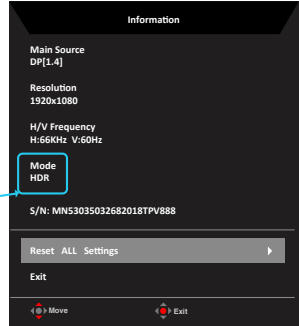 Information
Main Source
DP[1.4]
Resolution
1920x1080
H/V Frequency
H:66KHz V:60Hz
Mode
HDR
S/N: MN53035032682018TPV888
Reset ALL Settings
Exit
Move Exit